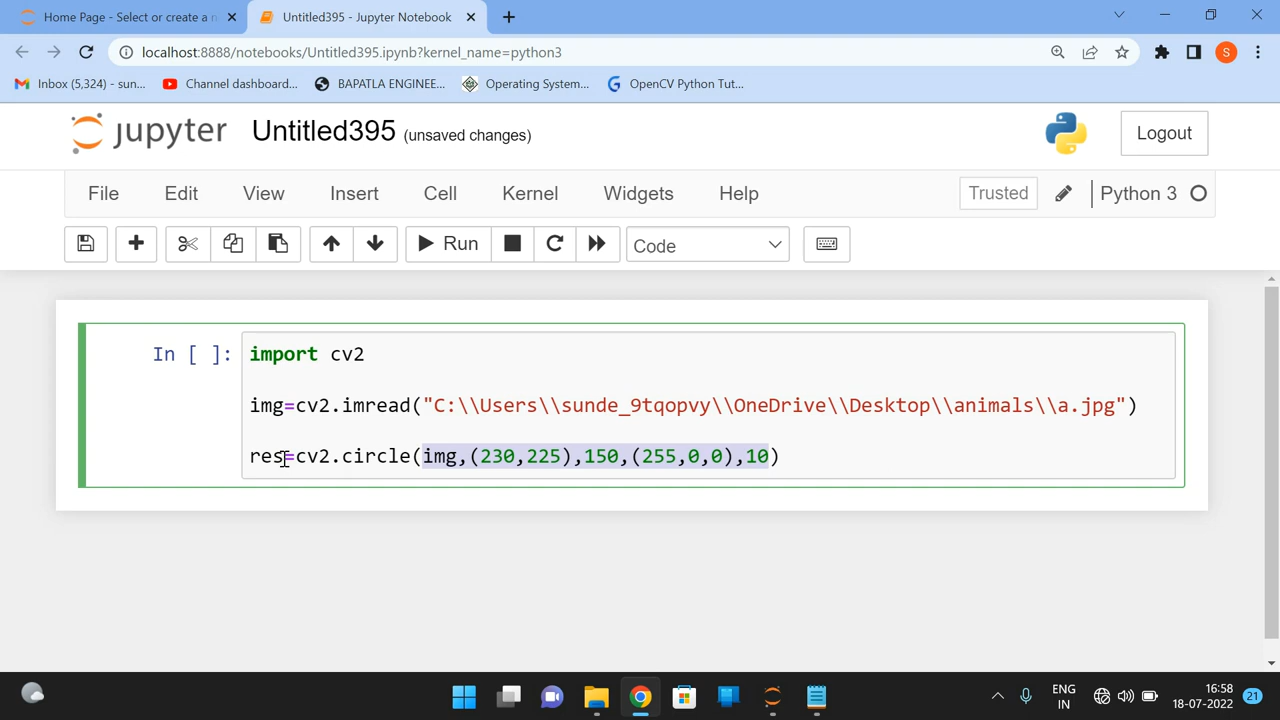 Home Page - Select or create a n
Untitled395 - Jupyter Notebook
localhost:8888/notebooks/Untitled395.ipynb?kernel_name=python3
S
Inbox (5,324) - sun...
Channel dashboard...
BAPATLA ENGINEE...
Operating System...
OpenCV Python Tut...
jupyter
Untitled395 (unsaved changes)
Logout
File
Edit
View
Insert
Cell
Kernel
Widgets
Help
Trusted
Python 3
Run
Code
In [ ]:
import cv2
img=cv2.imread("C:\\Users\\sunde_9tqopvy\\OneDrive\\Desktop\\animals\\a.jpg")
res=cv2.circle(img,(230,225),150,(255,0,0),10)
ENG
IN
16:58
18-07-2022
21